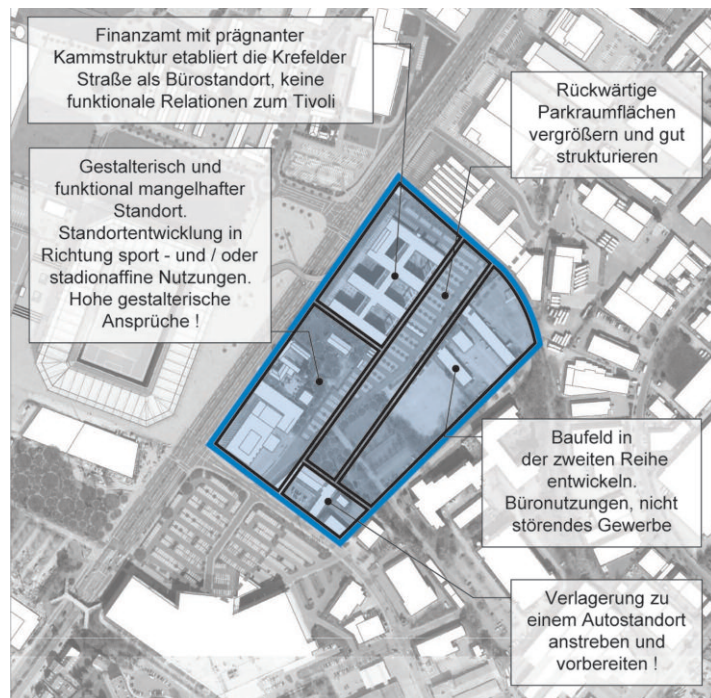 Finanzamt mit prägnanter
Kammstruktur etabliert die Krefelder
Straße als Bürostandort, keine
funktionale Relationen zum Tivoli
Rückwärtige
Parkraumflächen
vergrößern und gut
strukturieren
Gestalterisch und
funktional mangelhafter
Standort.
Standortentwicklung in
Richtung sport - und / oder
stadionaffine Nutzungen.
Hohe gestalterische
Ansprüche !
Baufeld in
der zweiten Reihe
entwickeln.
Büronutzungen, nicht
störendes Gewerbe
Verlagerung zu
einem Autostandort
anstreben und
vorbereiten !